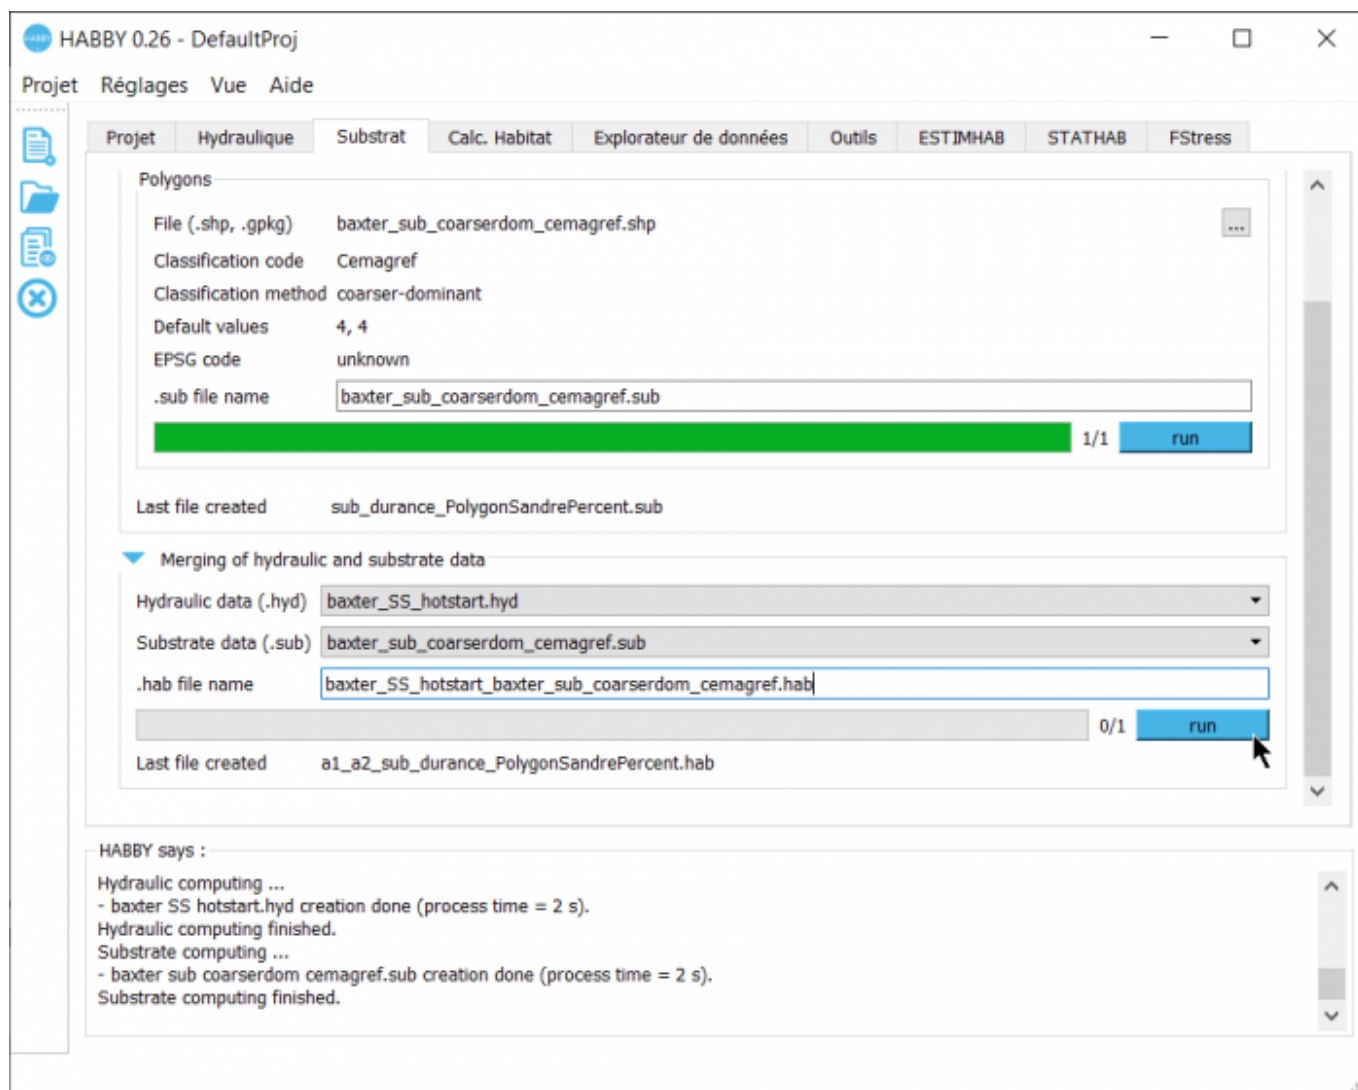 HABBY 0.26 - DefaultProj
Projet Réglages Vue Aide
Projet Hydraulique Substrat Calc. Habitat Explorateur de données Outils ESTIMHAB STATHAB FStress
Polygons
File (.shp, .gpkg) baxter_sub_coarserdom_cemagref.shp ...
Classification code Cemagref
Classification method coarser-dominant
Default values 4, 4
EPSG code unknown
.sub file name baxter_sub_coarserdom_cemagref.sub
1/1 run
Last file created sub_durance_PolygonSandrePercent.sub
Merging of hydraulic and substrate data
Hydraulic data (.hyd) baxter_SS_hotstart.hyd
Substrate data (.sub) baxter_sub_coarserdom_cemagref.sub
.hab file name baxter_SS_hotstart_baxter_sub_coarserdom_cemagref.hab
0/1 run
Last file created a1_a2_sub_durance_PolygonSandrePercent.hab
HABBY says :
Hydraulic computing ...
- baxter SS hotstart.hyd creation done (process time = 2 s).
Hydraulic computing finished.
Substrate computing ...
- baxter sub coarserdom cemagref.sub creation done (process time = 2 s).
Substrate computing finished.